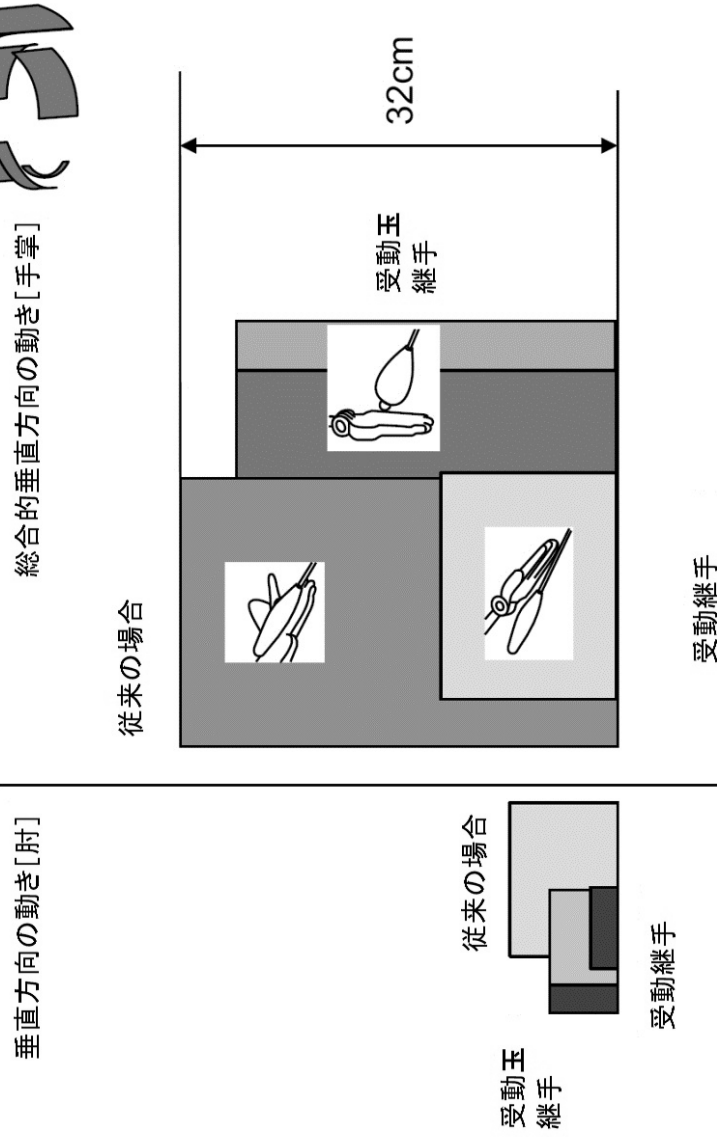 垂直方向の動き[肘]
総合的垂直方向の動き[手掌]
従来の場合
受動玉
継手
受動継手
従来の場合
受動玉
継手
受動継手
32cm